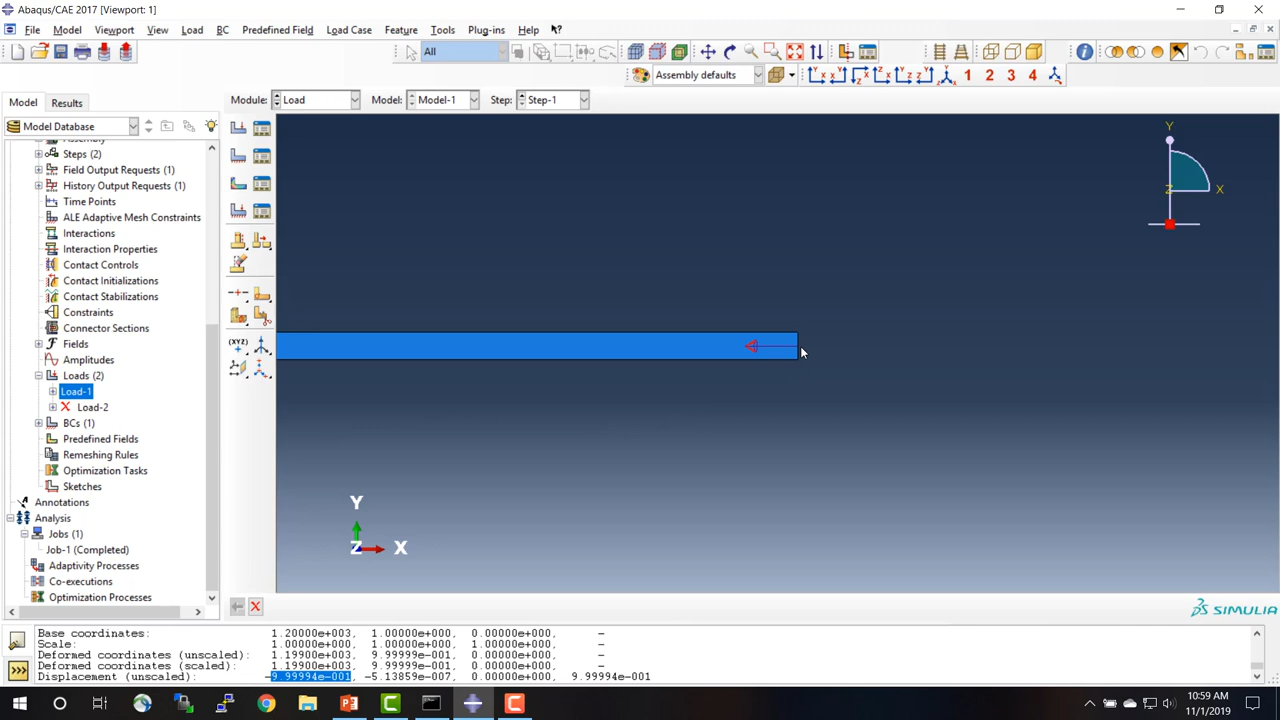 Abaqus/CAE 2017 [Viewport: 1]
File Model Viewport View Load BC Predefined Field Load Case Feature Tools Plug-ins Help
All
Assembly defaults
1 2 3 4
Model Results
Module: Load Model: Model-1 Step: Step-1
Model Database
Assembly
Steps (2)
Field Output Requests (1)
History Output Requests (1)
Time Points
ALE Adaptive Mesh Constraints
Interactions
Interaction Properties
Contact Controls
Contact Initializations
Contact Stabilizations
Constraints
Connector Sections
Fields
Amplitudes
Loads (2)
Load-1
Load-2
BCs (1)
Predefined Fields
Remeshing Rules
Optimization Tasks
Sketches
Annotations
Analysis
Jobs (1)
Job-1 (Completed)
Adaptivity Processes
Co-executions
Optimization Processes
(XYZ)
Y
Z X
Y
Z X
SIMULIA
Base coordinates: 1.20000e+003, 1.00000e+000, 0.00000e+000, -
Scale: 1.00000e+000, 1.00000e+000, 1.00000e+000, -
Deformed coordinates (unscaled): 1.19900e+003, 9.99999e-001, 0.00000e+000, -
Deformed coordinates (scaled): 1.19900e+003, 9.99999e-001, 0.00000e+000, -
Displacement (unscaled): -9.99994e-001, -5.13859e-007, 0.00000e+000, 9.99994e-001
10:59 AM
11/1/2019